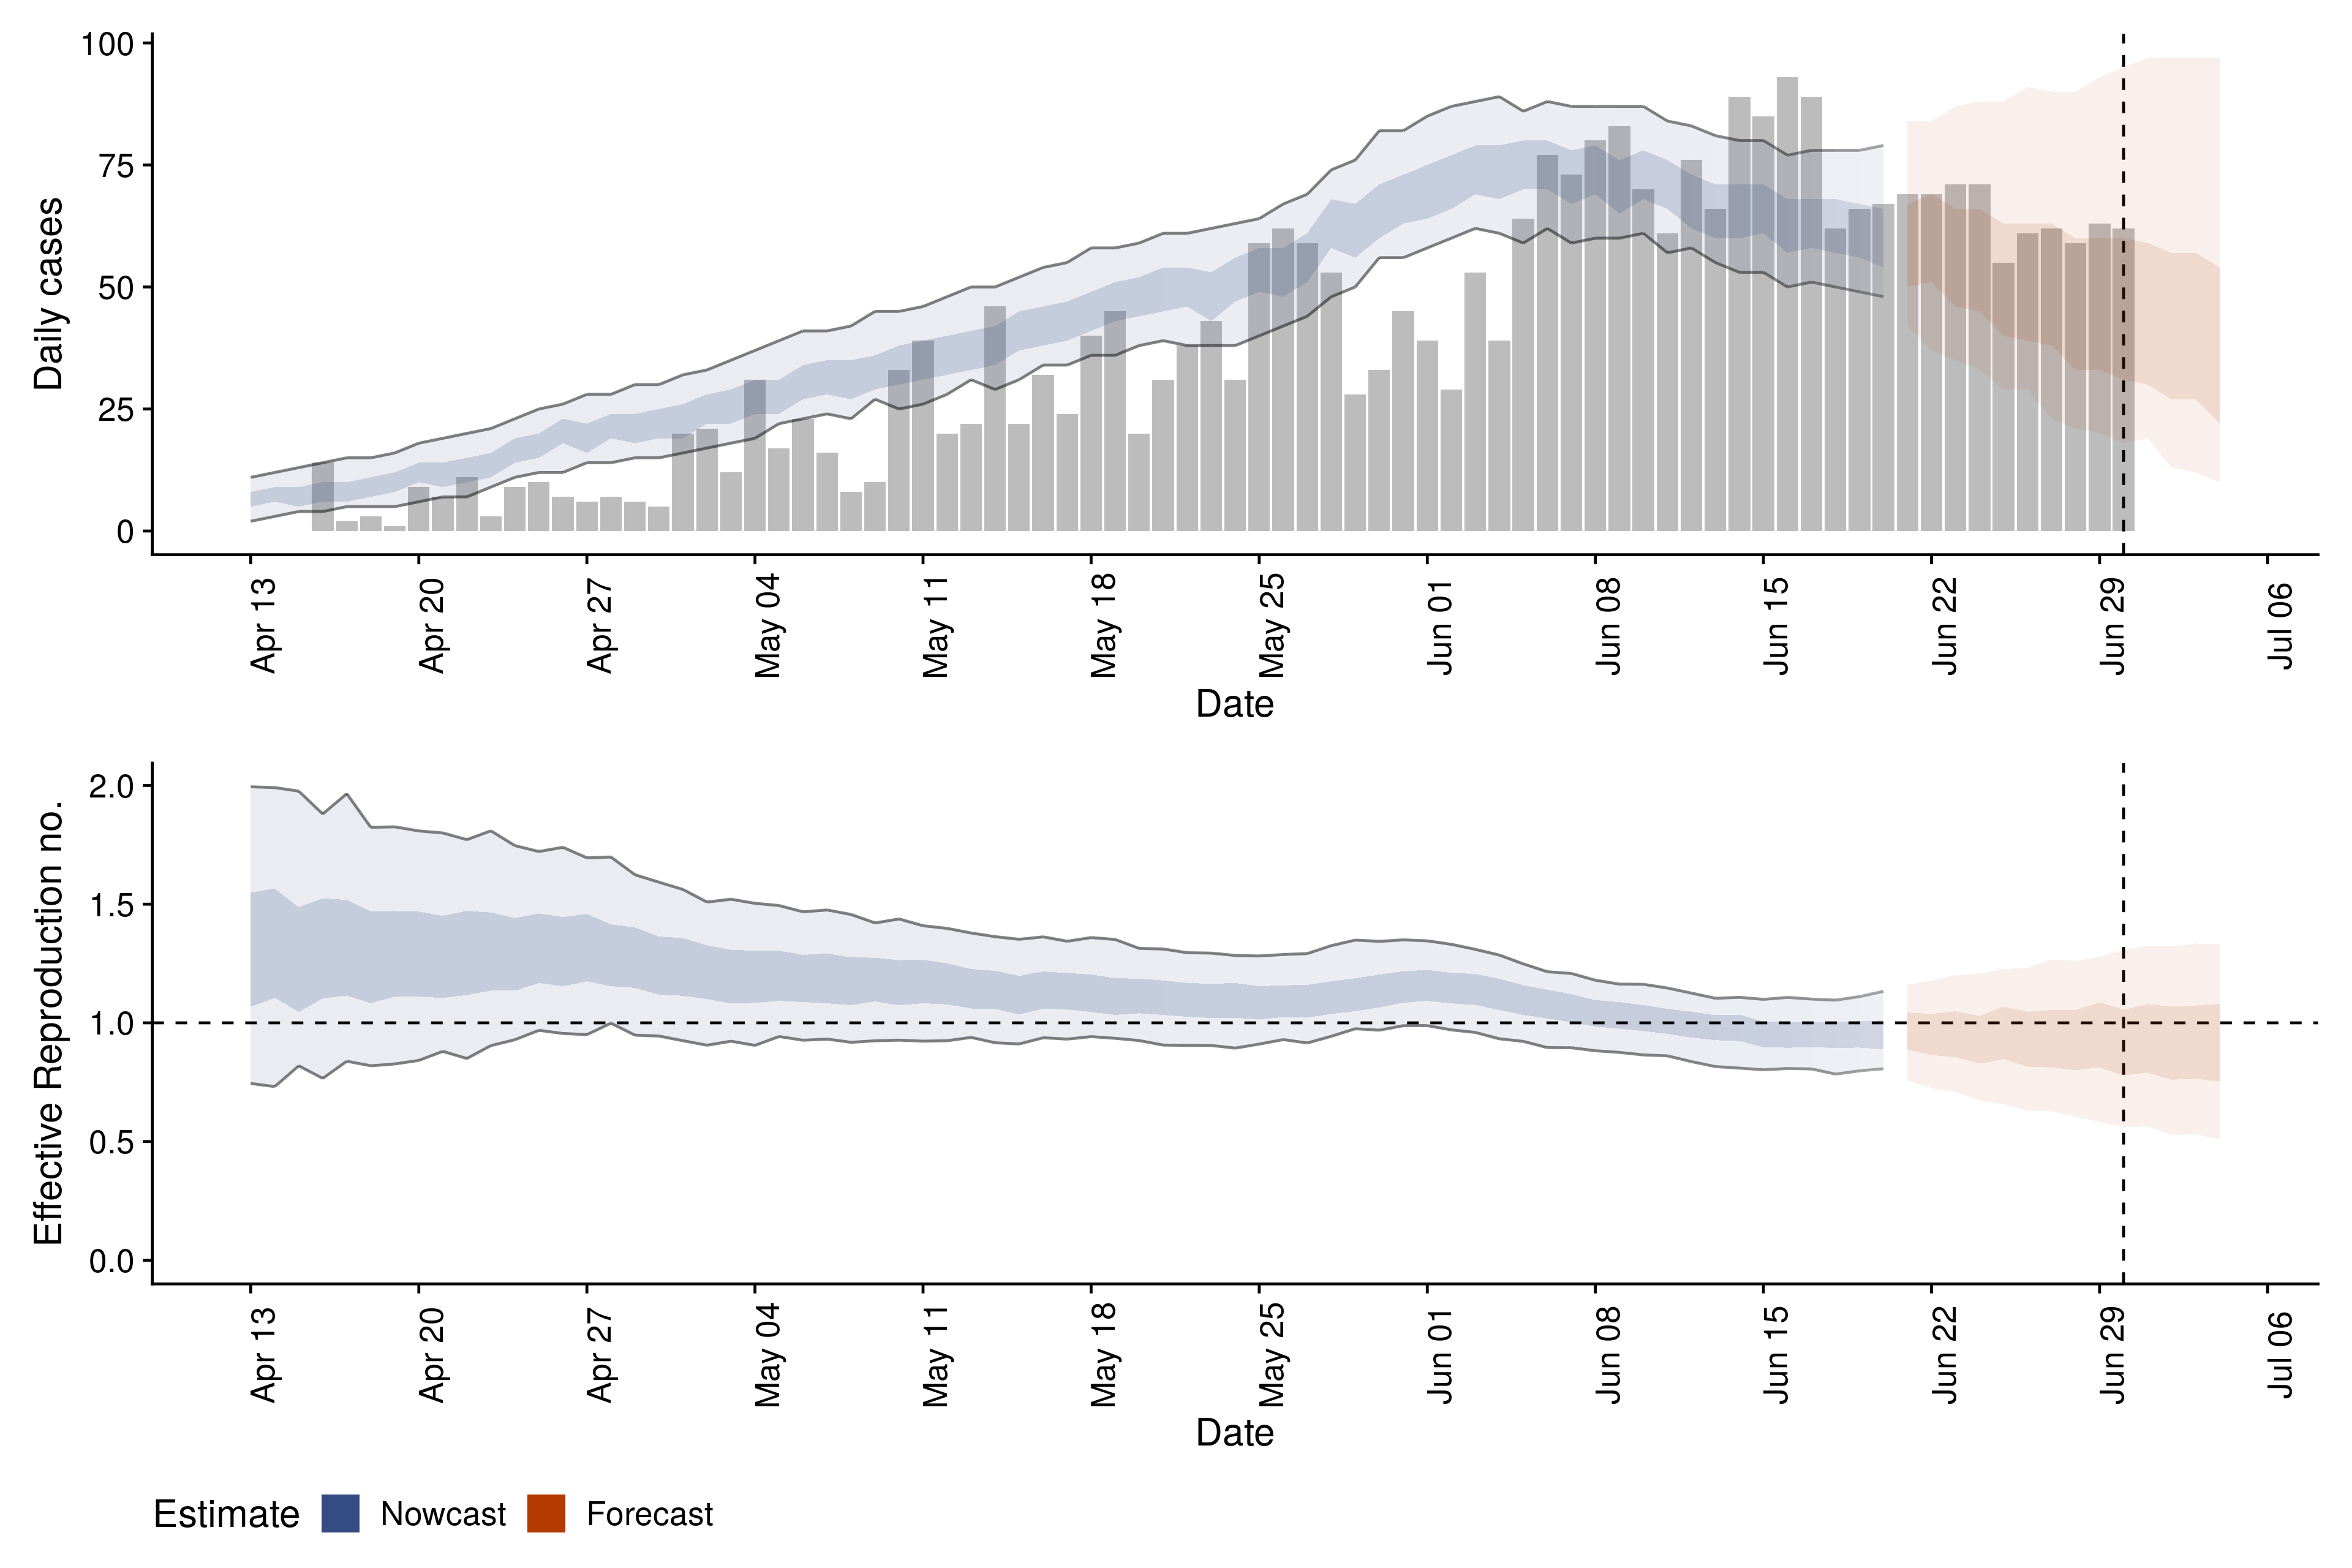 100
75
50
25
0
Daily cases
Apr 13
Apr 20
Apr 27
May 04
May 11
May 18
May 25
Jun 01
Jun 08
Jun 15
Jun 22
Jun 29
Jul 06
Date
2.0
1.5
1.0
0.5
0.0
Effective Reproduction no.
Apr 13
Apr 20
Apr 27
May 04
May 11
May 18
May 25
Jun 01
Jun 08
Jun 15
Jun 22
Jun 29
Jul 06
Date
Estimate Nowcast Forecast